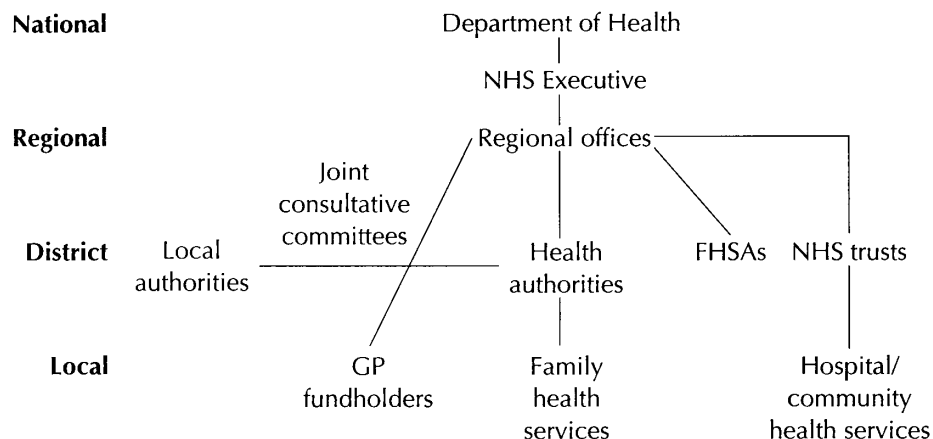 National
Department of Health
NHS Executive
Regional
Regional offices
Joint
consultative
committees
District
Local
authorities
Health
authorities
FHSAs
NHS trusts
Local
GP
fundholders
Family
health
services
Hospital/
community
health services